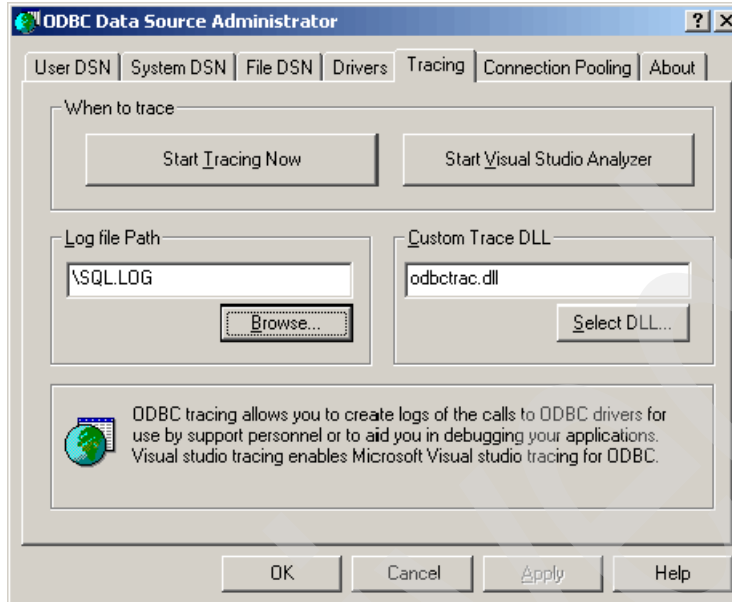 ODBC Data Source Administrator
User DSN System DSN File DSN Drivers Tracing Connection Pooling About
When to trace
Start Tracing Now Start Visual Studio Analyzer
Log file Path Custom Trace DLL
\SQL.LOG odbctrac.dll
Browse... Select DLL...
ODBC tracing allows you to create logs of the calls to ODBC drivers for
use by support personnel or to aid you in debugging your applications.
Visual studio tracing enables Microsoft Visual studio tracing for ODBC.
OK Cancel Apply Help